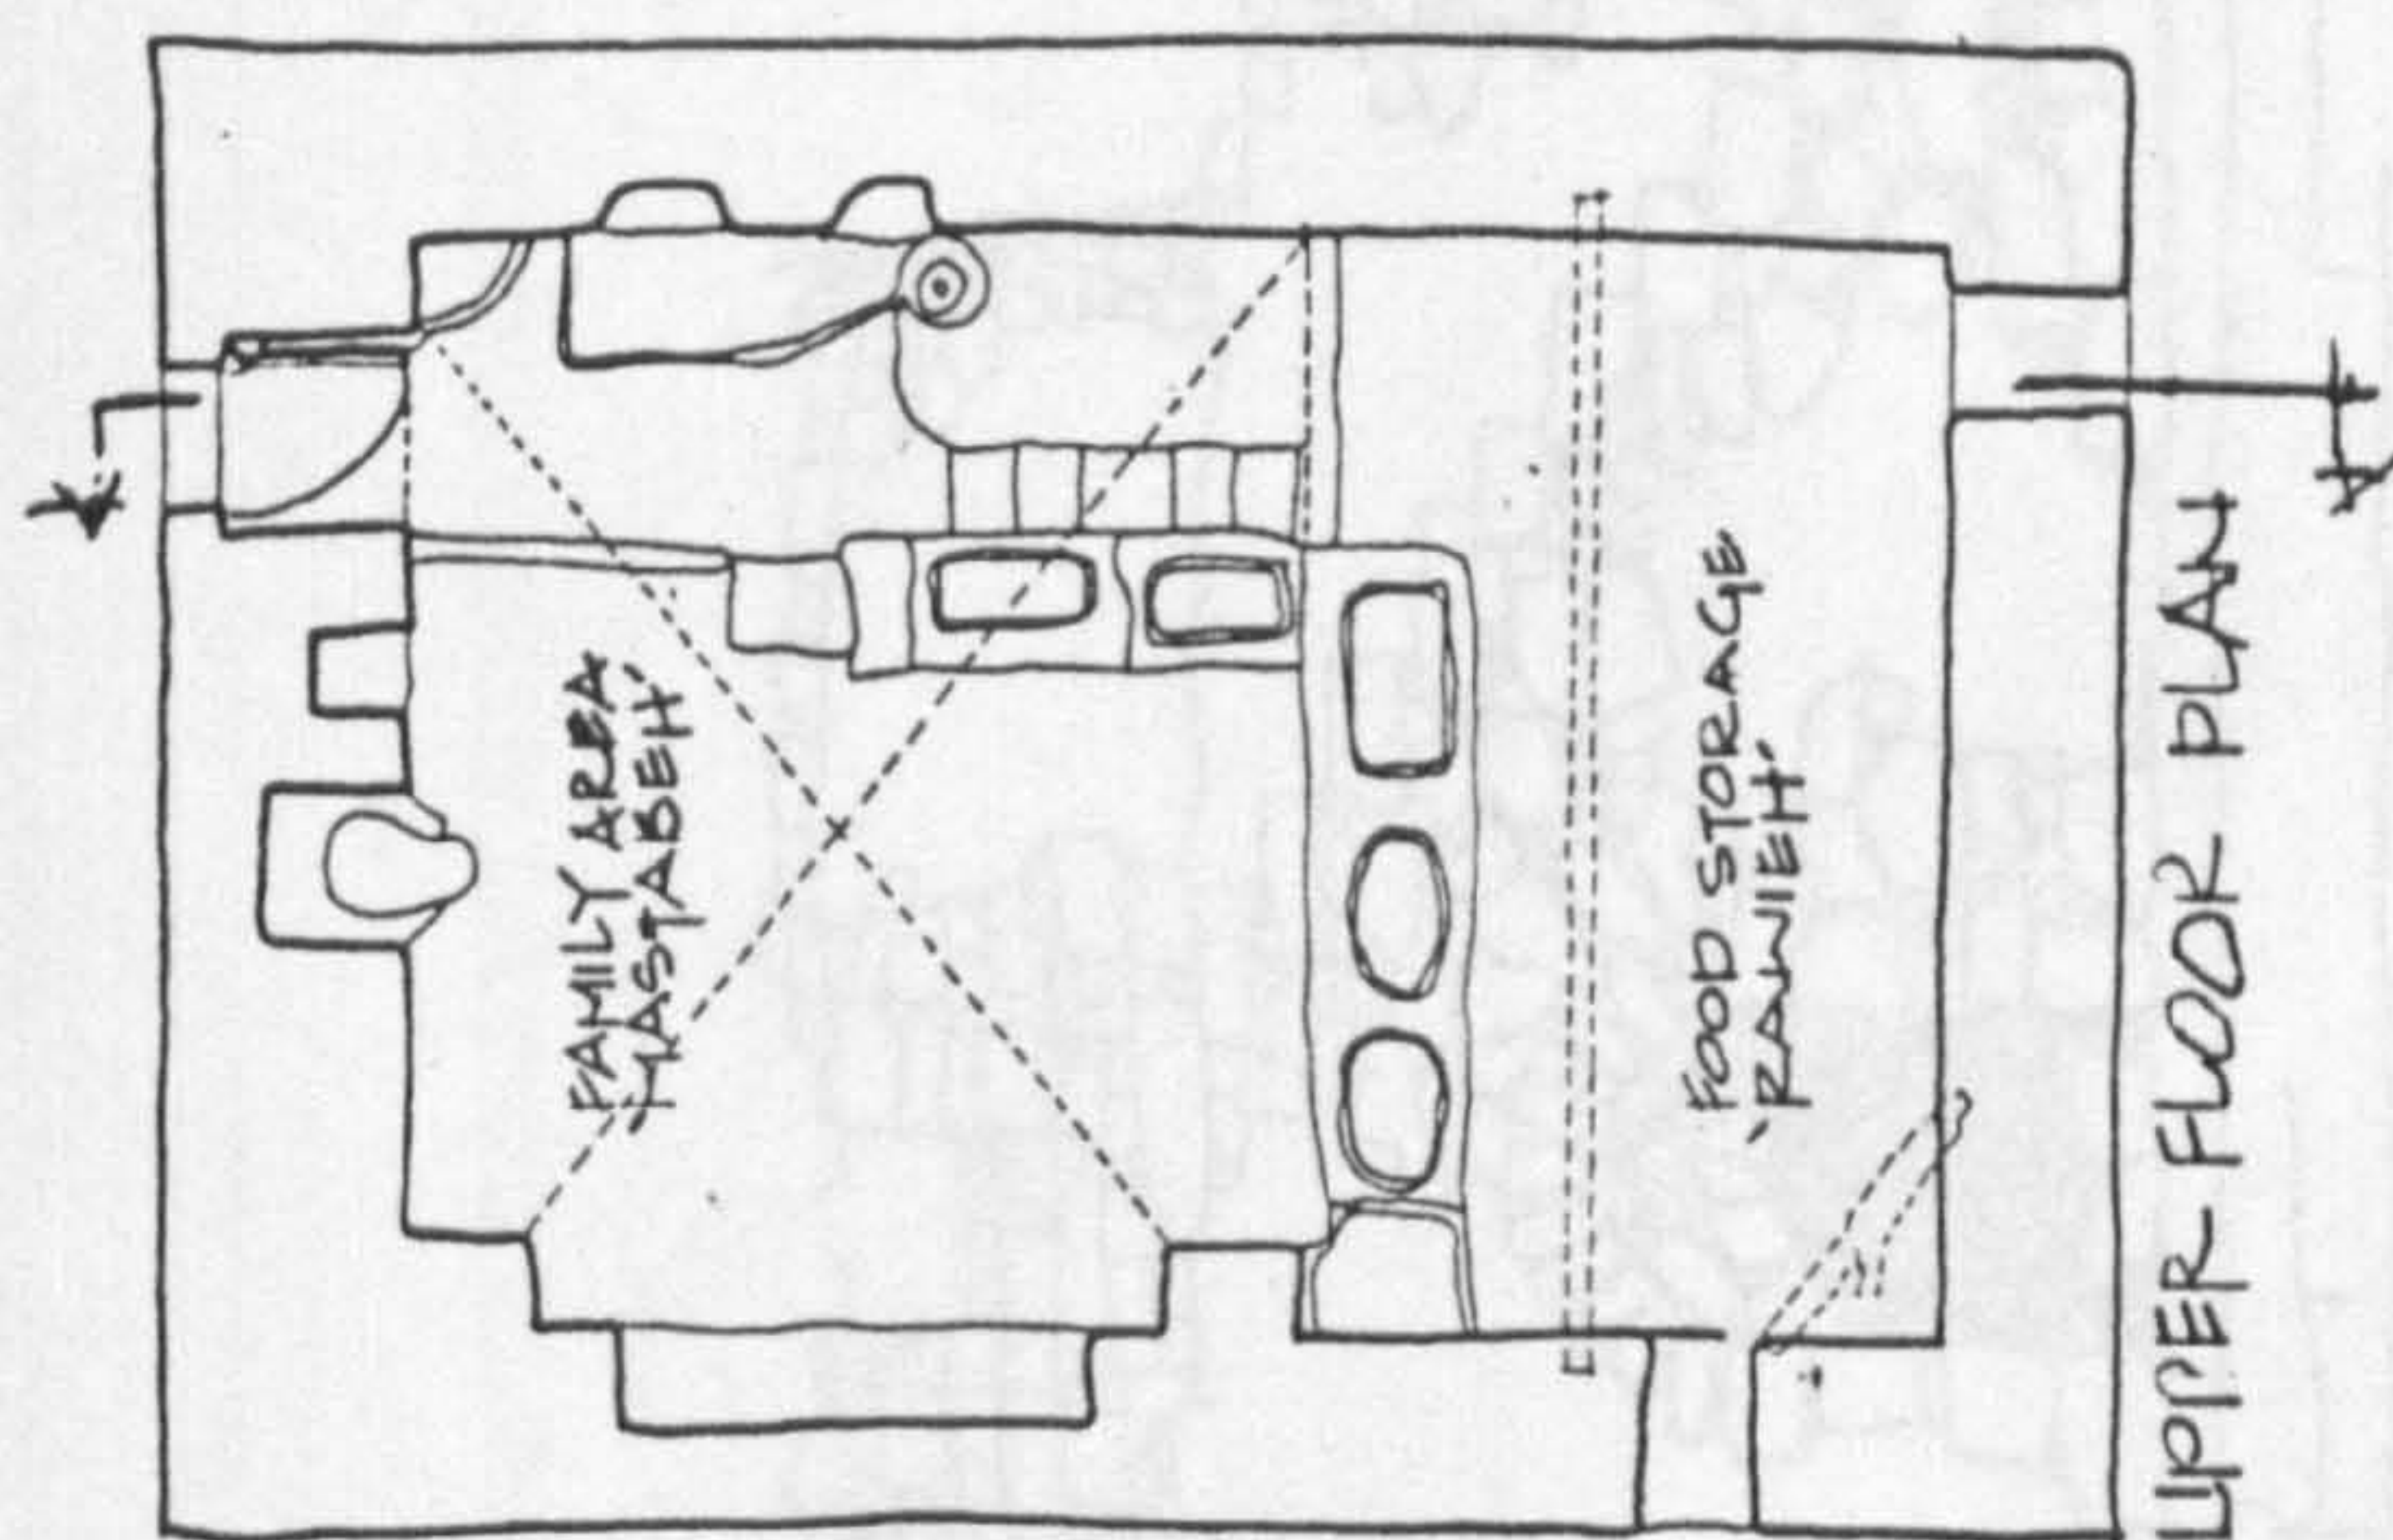 FAMILY AREA
'MASTABEH'
FOOD STORAGE
'RAWIEH'
UPPER FLOOR PLAN
A
A